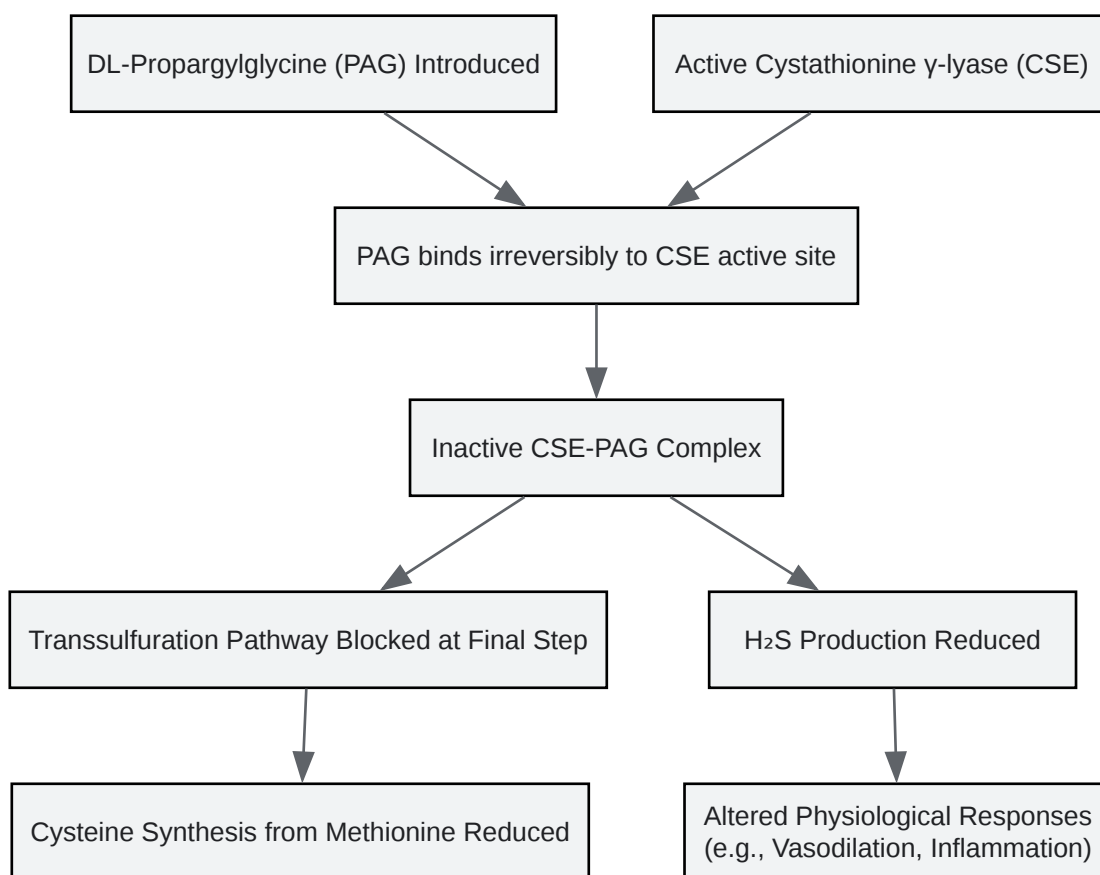 DL-Propargylglycine (PAG) Introduced
Active Cystathionine γ-lyase (CSE)
PAG binds irreversibly to CSE active site
Inactive CSE-PAG Complex
Transsulfuration Pathway Blocked at Final Step
H₂S Production Reduced
Cysteine Synthesis from Methionine Reduced
Altered Physiological Responses
(e.g., Vasodilation, Inflammation)